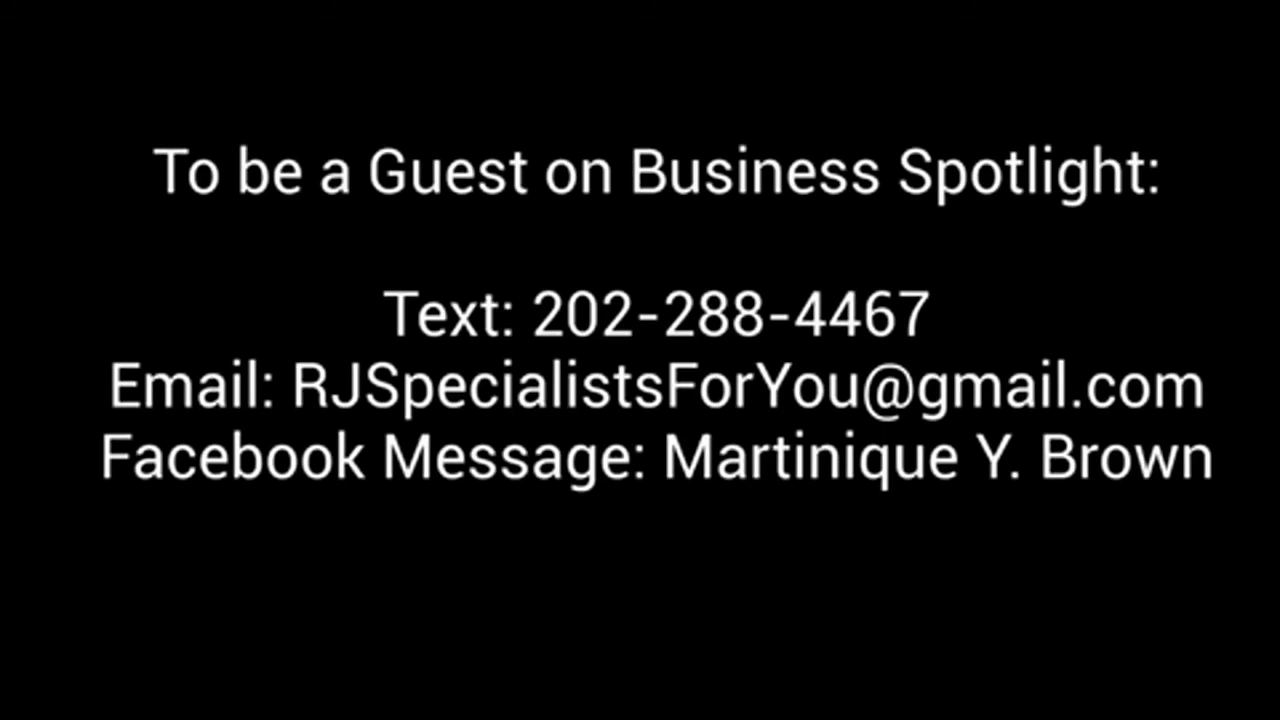 To be a Guest on Business Spotlight:
Text: 202-288-4467
Email: RJSpecialistsForYou@gmail.com
Facebook Message: Martinique Y. Brown